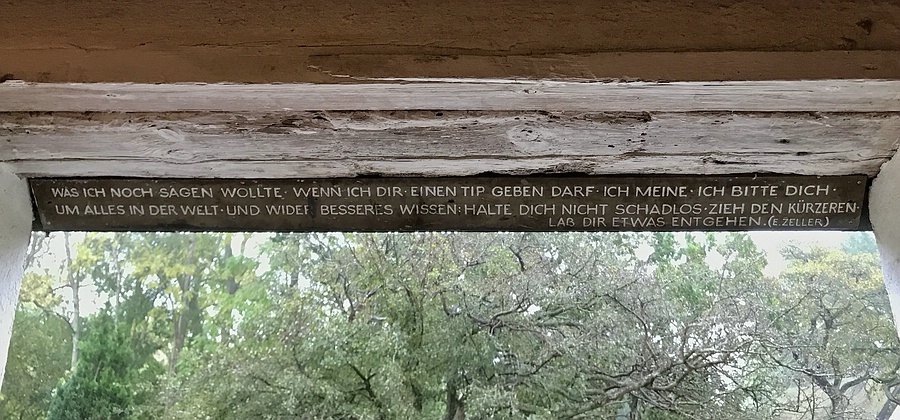 WAS ICH NOCH SAGEN WOLLTE · WENN ICH DIR · EINEN TIP GEBEN DARF · ICH MEINE · ICH BITTE DICH ·
UM ALLES IN DER WELT · UND WIDER BESSERES WISSEN: HALTE DICH NICHT SCHADLOS · ZIEH DEN KÜRZEREN ·
LAß DIR ETWAS ENTGEHEN. (E. ZELLER)